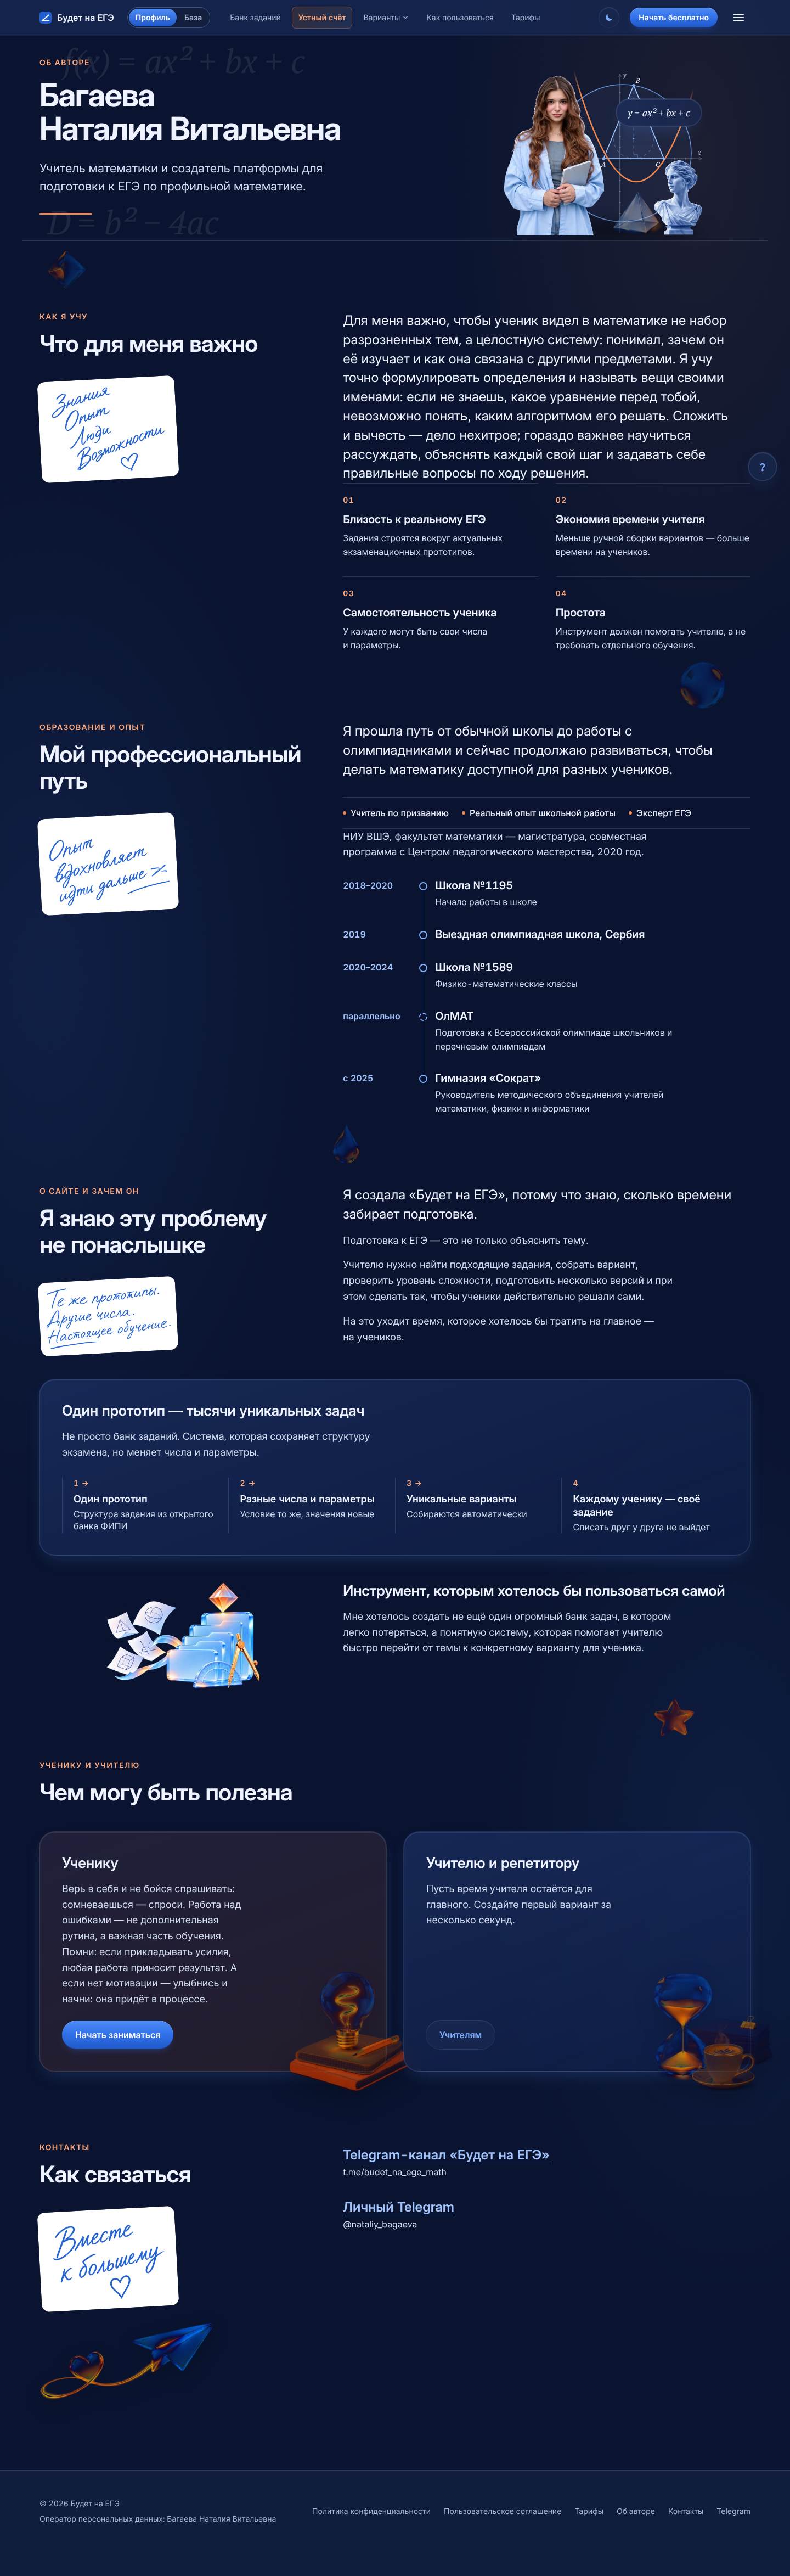 Будет на ЕГЭ
Профиль
База
Банк заданий
Устный счёт
Варианты
Как пользоваться
Тарифы
Начать бесплатно
f(x) = ax² + bx + c
ОБ АВТОРЕ
Багаева
Наталия Витальевна
Учитель математики и создатель платформы для
подготовки к ЕГЭ по профильной математике.
D = b² − 4ac
y
B
y = ax² + bx + c
x
A
C
КАК Я УЧУ
Что для меня важно
Знания
Опыт
Люди
Возможности
Для меня важно, чтобы ученик видел в математике не набор
разрозненных тем, а целостную систему: понимал, зачем он
её изучает и как она связана с другими предметами. Я учу
точно формулировать определения и называть вещи своими
именами: если не знаешь, какое уравнение перед тобой,
невозможно понять, каким алгоритмом его решать. Сложить
и вычесть — дело нехитрое; гораздо важнее научиться
рассуждать, объяснять каждый свой шаг и задавать себе
правильные вопросы по ходу решения.
?
01
Близость к реальному ЕГЭ
Задания строятся вокруг актуальных
экзаменационных прототипов.
02
Экономия времени учителя
Меньше ручной сборки вариантов — больше
времени на учеников.
03
Самостоятельность ученика
У каждого могут быть свои числа
и параметры.
04
Простота
Инструмент должен помогать учителю, а не
требовать отдельного обучения.
ОБРАЗОВАНИЕ И ОПЫТ
Мой профессиональный
путь
Опыт
вдохновляет
идти дальше
Я прошла путь от обычной школы до работы с
олимпиадниками и сейчас продолжаю развиваться, чтобы
делать математику доступной для разных учеников.
Учитель по призванию
Реальный опыт школьной работы
Эксперт ЕГЭ
НИУ ВШЭ, факультет математики — магистратура, совместная
программа с Центром педагогического мастерства, 2020 год.
2018–2020
Школа №1195
Начало работы в школе
2019
Выездная олимпиадная школа, Сербия
2020–2024
Школа №1589
Физико-математические классы
параллельно
ОлМАТ
Подготовка к Всероссийской олимпиаде школьников и
перечневым олимпиадам
с 2025
Гимназия «Сократ»
Руководитель методического объединения учителей
математики, физики и информатики
О САЙТЕ И ЗАЧЕМ ОН
Я знаю эту проблему
не понаслышке
Те же прототипы.
Другие числа.
Настоящее обучение.
Я создала «Будет на ЕГЭ», потому что знаю, сколько времени
забирает подготовка.
Подготовка к ЕГЭ — это не только объяснить тему.
Учителю нужно найти подходящие задания, собрать вариант,
проверить уровень сложности, подготовить несколько версий и при
этом сделать так, чтобы ученики действительно решали сами.
На это уходит время, которое хотелось бы тратить на главное —
на учеников.
Один прототип — тысячи уникальных задач
Не просто банк заданий. Система, которая сохраняет структуру
экзамена, но меняет числа и параметры.
1 →
Один прототип
Структура задания из открытого
банка ФИПИ
2 →
Разные числа и параметры
Условие то же, значения новые
3 →
Уникальные варианты
Собираются автоматически
4
Каждому ученику — своё
задание
Списать друг у друга не выйдет
Инструмент, которым хотелось бы пользоваться самой
Мне хотелось создать не ещё один огромный банк задач, в котором
легко потеряться, а понятную систему, которая помогает учителю
быстро перейти от темы к конкретному варианту для ученика.
УЧЕНИКУ И УЧИТЕЛЮ
Чем могу быть полезна
Ученику
Верь в себя и не бойся спрашивать:
сомневаешься — спроси. Работа над
ошибками — не дополнительная
рутина, а важная часть обучения.
Помни: если прикладывать усилия,
любая работа приносит результат. А
если нет мотивации — улыбнись и
начни: она придёт в процессе.
Начать заниматься
Учителю и репетитору
Пусть время учителя остаётся для
главного. Создайте первый вариант за
несколько секунд.
Учителям
КОНТАКТЫ
Как связаться
Вместе
к большему
Telegram-канал «Будет на ЕГЭ»
t.me/budet_na_ege_math
Личный Telegram
@nataliy_bagaeva
© 2026 Будет на ЕГЭ
Оператор персональных данных: Багаева Наталия Витальевна
Политика конфиденциальности
Пользовательское соглашение
Тарифы
Об авторе
Контакты
Telegram